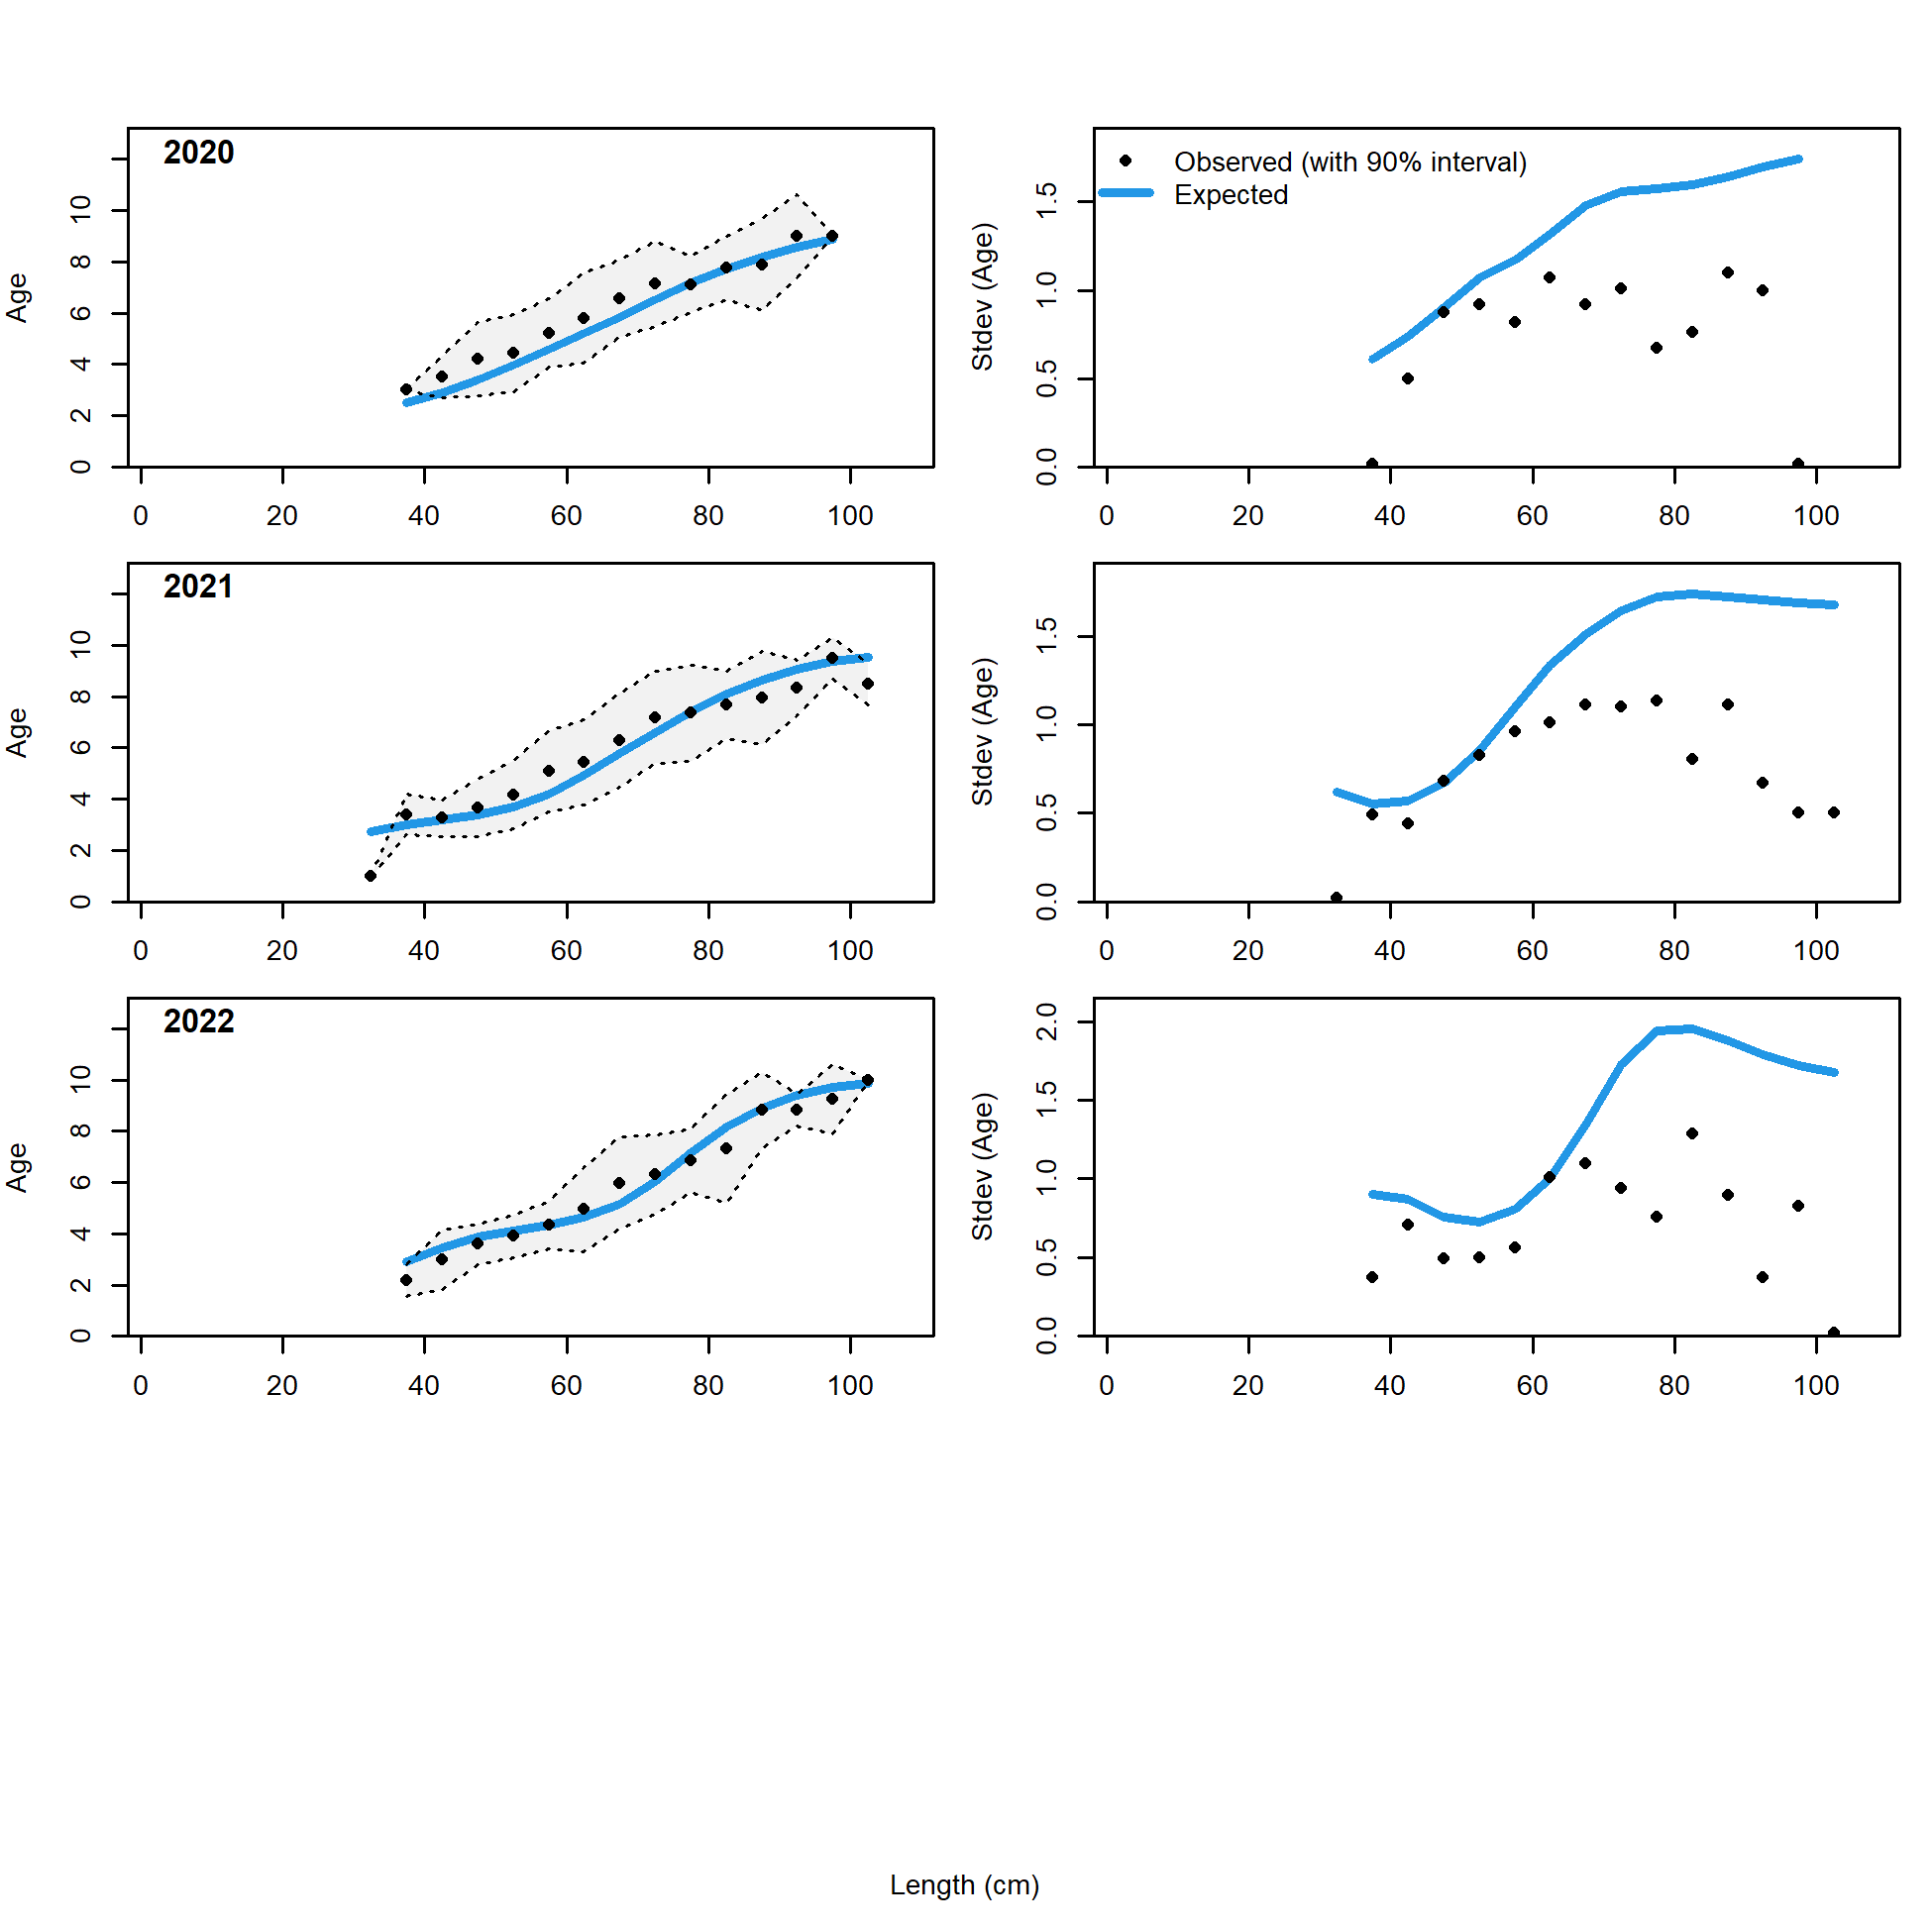 2020
Age
0 2 4 6 8 10
0 20 40 60 80 100
Observed (with 90% interval)
Expected
Stdev (Age)
0.0 0.5 1.0 1.5
0 20 40 60 80 100
2021
Age
0 2 4 6 8 10
0 20 40 60 80 100
Stdev (Age)
0.0 0.5 1.0 1.5
0 20 40 60 80 100
2022
Age
0 2 4 6 8 10
0 20 40 60 80 100
Stdev (Age)
0.0 0.5 1.0 1.5 2.0
0 20 40 60 80 100
Length (cm)